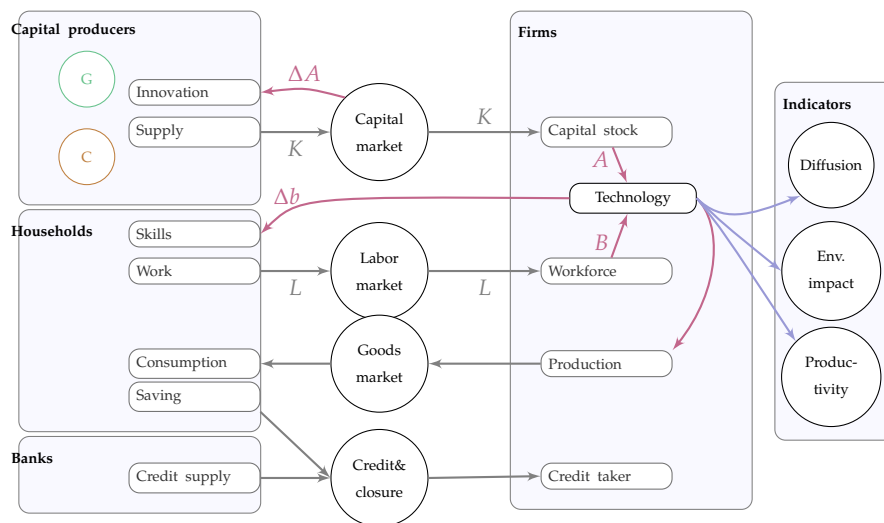 Capital producers
G
C
Innovation
Supply
ΔA
K
Capital
market
K
Firms
Capital stock
A
Technology
B
Workforce
Production
Credit taker
Indicators
Diffusion
Env.
impact
Produc-
tivity
Households
Δb
Skills
Work
L
Labor
market
L
Goods
market
Consumption
Saving
Banks
Credit supply
Credit&
closure